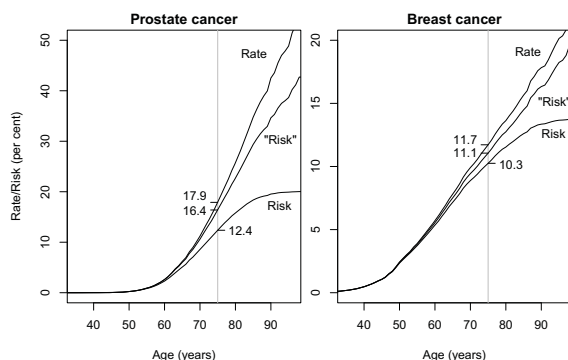 Prostate cancer
Rate/Risk (per cent)
50
40
30
20
10
0
Rate
"Risk"
Risk
17.9
16.4
12.4
40 50 60 70 80 90
Age (years)
Breast cancer
20
15
10
5
0
Rate
"Risk"
Risk
11.7
11.1
10.3
40 50 60 70 80 90
Age (years)